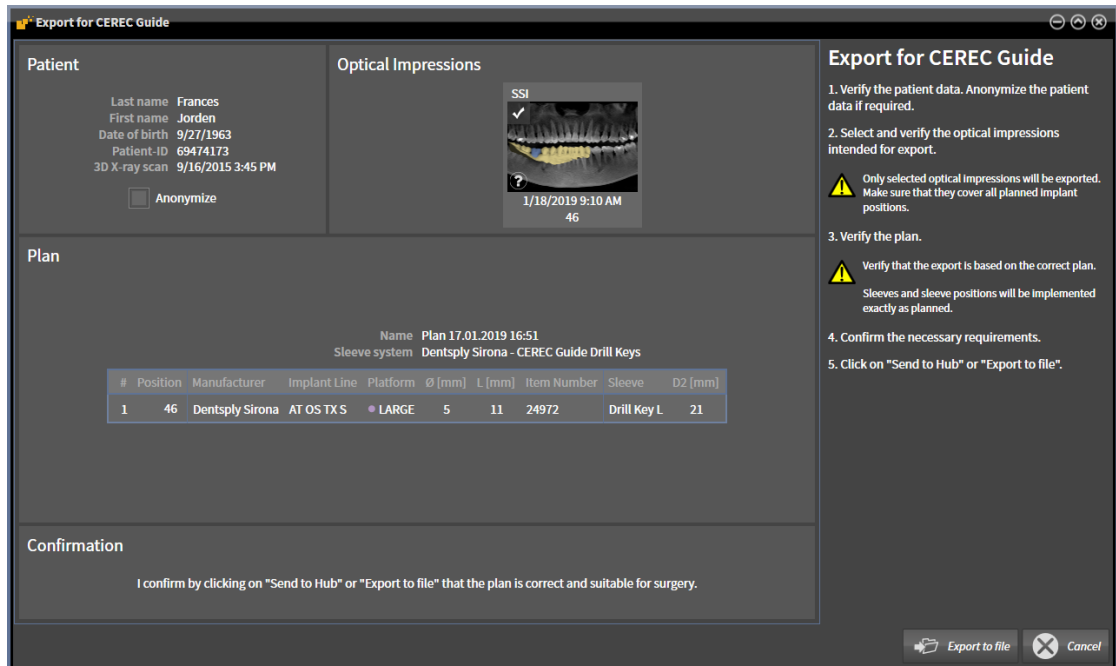 Export for CEREC Guide
Patient
Last name Frances
First name Jorden
Date of birth 9/27/1963
Patient-ID 69474173
3D X-ray scan 9/16/2015 3:45 PM
Anonymize
Optical Impressions
SSI
?
1/18/2019 9:10 AM
46
Plan
Name Plan 17.01.2019 16:51
Sleeve system Dentsply Sirona - CEREC Guide Drill Keys
# Position Manufacturer Implant Line Platform Ø [mm] L [mm] Item Number Sleeve D2 [mm]
1 46 Dentsply Sirona AT OS TX S LARGE 5 11 24972 Drill Key L 21
Confirmation
I confirm by clicking on "Send to Hub" or "Export to file" that the plan is correct and suitable for surgery.
Export for CEREC Guide
1. Verify the patient data. Anonymize the patient
data if required.
2. Select and verify the optical impressions
intended for export.
Only selected optical impressions will be exported.
Make sure that they cover all planned implant
positions.
3. Verify the plan.
Verify that the export is based on the correct plan.
Sleeves and sleeve positions will be implemented
exactly as planned.
4. Confirm the necessary requirements.
5. Click on "Send to Hub" or "Export to file".
Export to file
Cancel